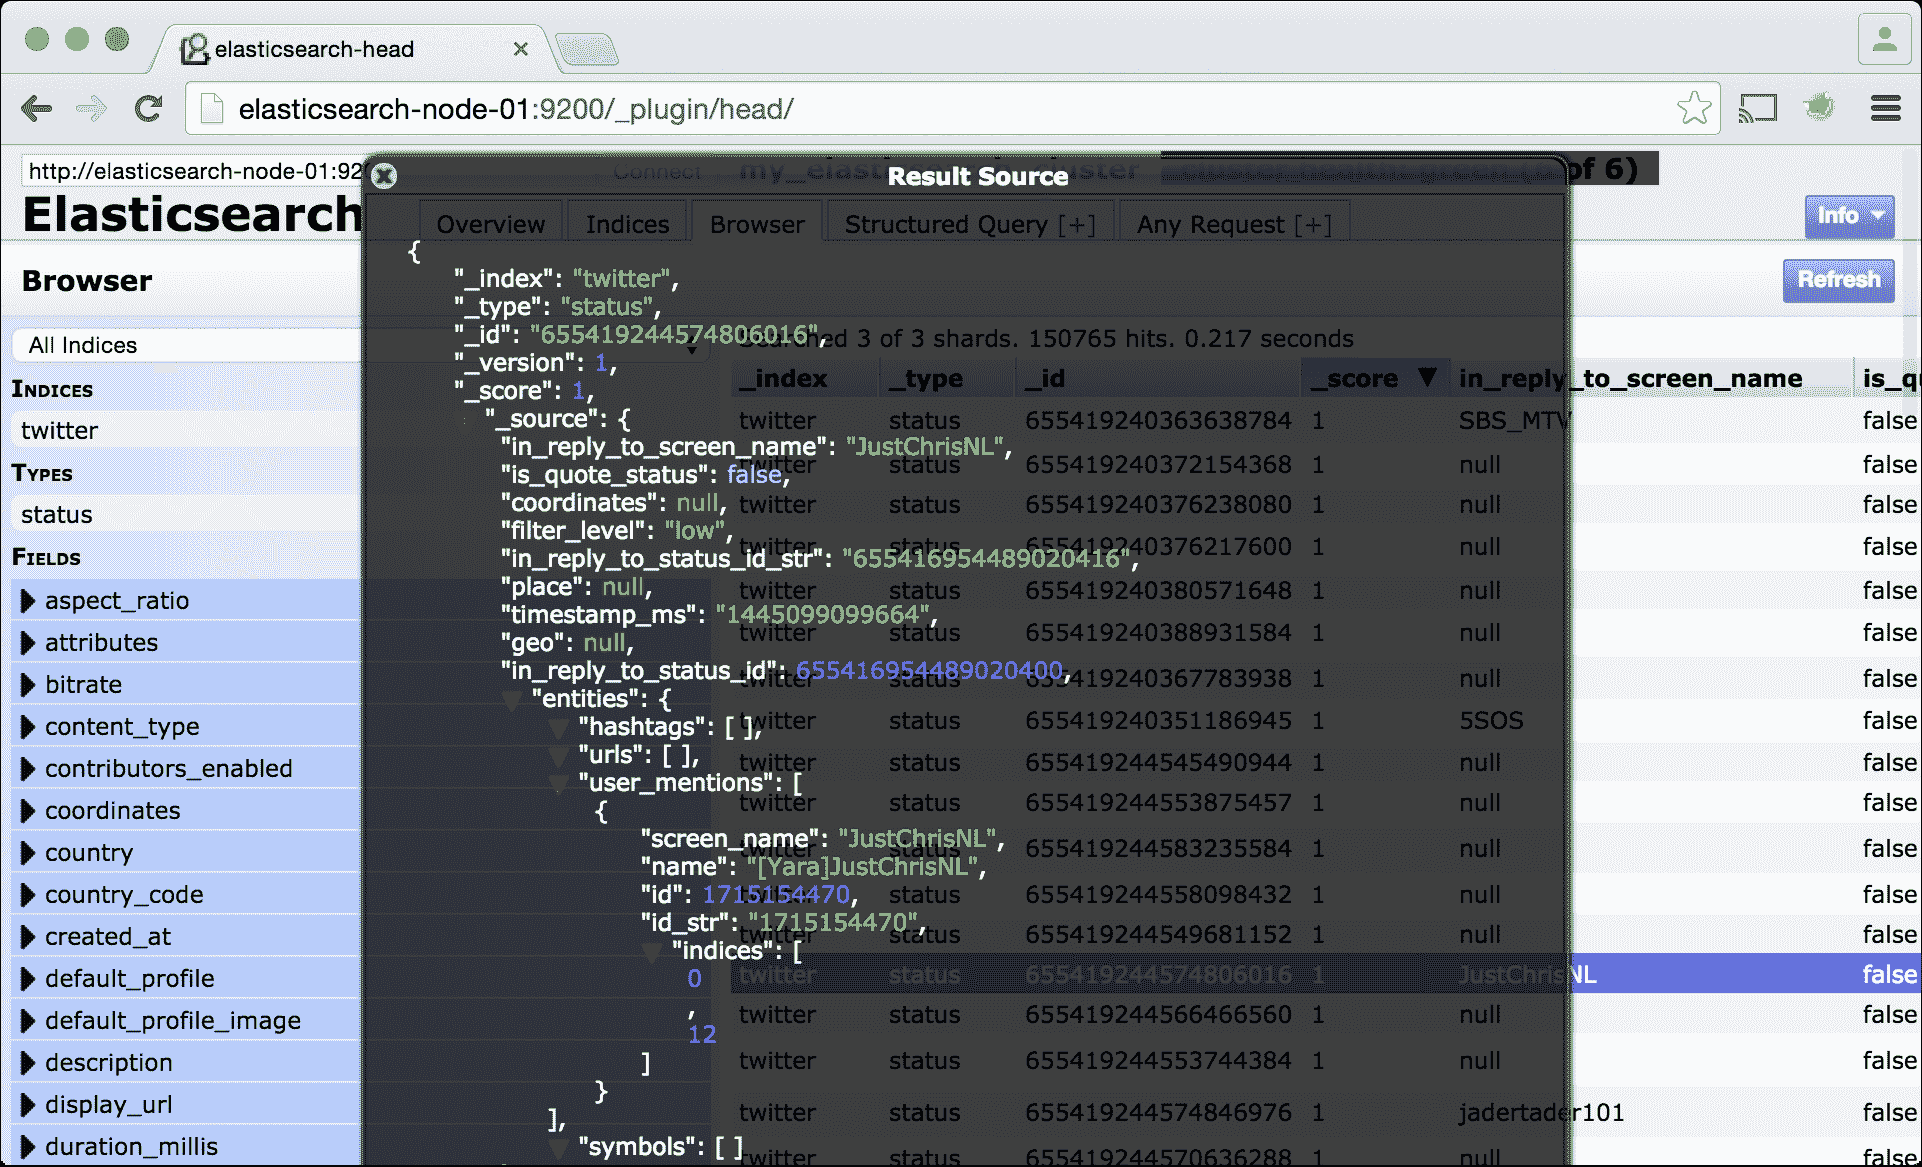 elasticsearch-head
elasticsearch-node-01:9200/_plugin/head/
http://elasticsearch-node-01:92
Connect
Result Source
of 6)
Elasticsearch
Overview Indices Browser Structured Query [+] Any Request [+]
Info
Browser
Refresh
All Indices
INDICES
twitter
TYPES
status
FIELDS
aspect_ratio
attributes
bitrate
content_type
contributors_enabled
coordinates
country
country_code
created_at
default_profile
default_profile_image
description
display_url
duration_millis
{
"_index": "twitter",
"_type": "status",
"_id": "655419244574806016",
"_version": 1,
"_score": 1,
"_source": {
"in_reply_to_screen_name": "JustChrisNL",
"is_quote_status": false,
"coordinates": null,
"filter_level": "low",
"in_reply_to_status_id_str": "655416954489020416",
"place": null,
"timestamp_ms": "1445099099664",
"geo": null,
"in_reply_to_status_id": 655416954489020400,
"entities": {
"hashtags": [ ],
"urls": [ ],
"user_mentions": [
{
"screen_name": "JustChrisNL",
"name": "[Yara]JustChrisNL",
"id": 1715154470,
"id_str": "1715154470",
"indices": [
0
,
12
]
}
],
"symbols": [ ]
3 of 3 shards. 150765 hits. 0.217 seconds
_index _type _id _score ▼ in_reply_to_screen_name
twitter status 655419240363638784 1 SBS_MTV false
twitter status 655419240372154368 1 null false
twitter status 655419240376238080 1 null false
twitter status 655419240376217600 1 null false
twitter status 655419240380571648 1 null false
twitter status 655419240388931584 1 null false
twitter status 655419240367783938 1 null false
twitter status 655419240351186945 1 5SOS false
twitter status 655419244545490944 1 null false
twitter status 655419244553875457 1 null false
twitter status 655419244583235584 1 null false
twitter status 655419244558098432 1 null false
twitter status 655419244549681152 1 null false
twitter status 655419244574806016 1 JustChrisNL false
twitter status 655419244566466560 1 null false
twitter status 655419244553744384 1 null false
twitter status 655419244574846976 1 jadertader101 false
twitter status 655419244570636288 1 null false